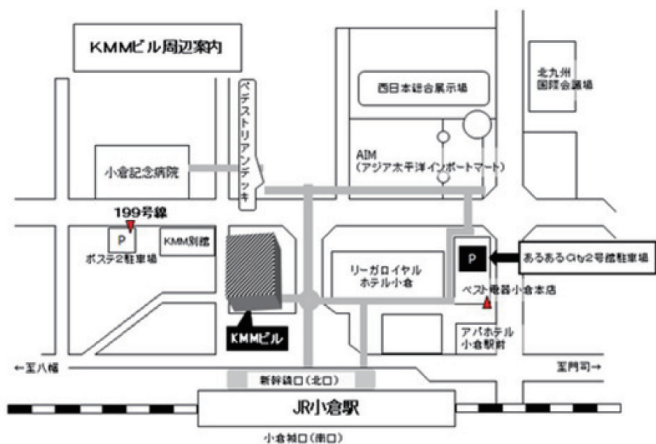 KMMビル周辺案内
ペデストリアンデッキ
西日本総合展示場
北九州
国際会議場
小倉記念病院
AIM
(アジア太平洋インポートマート)
199号線
P
ポステ2駐車場
KMM別館
リーガロイヤル
ホテル小倉
P
あるあるCity2号館駐車場
ベスト電器小倉本店
KMMビル
アパホテル
小倉駅前
←至八幡
至門司→
新幹線口(北口)
JR小倉駅
小倉城口(南口)